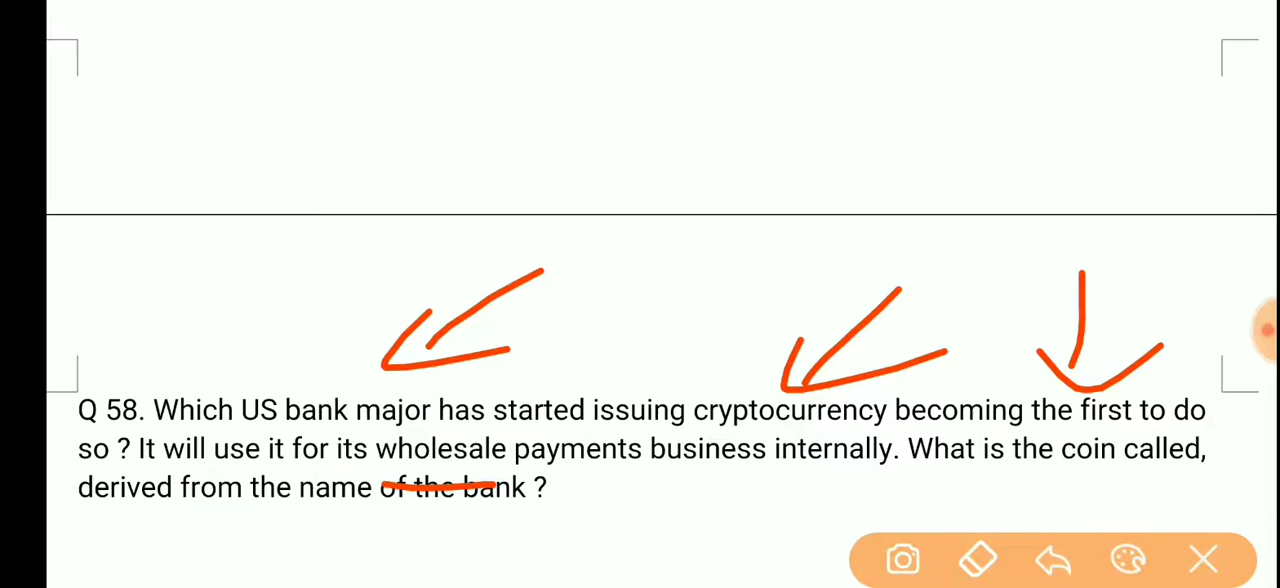 Q 58. Which US bank major has started issuing cryptocurrency becoming the first to do
so ? It will use it for its wholesale payments business internally. What is the coin called,
derived from the name of the bank ?